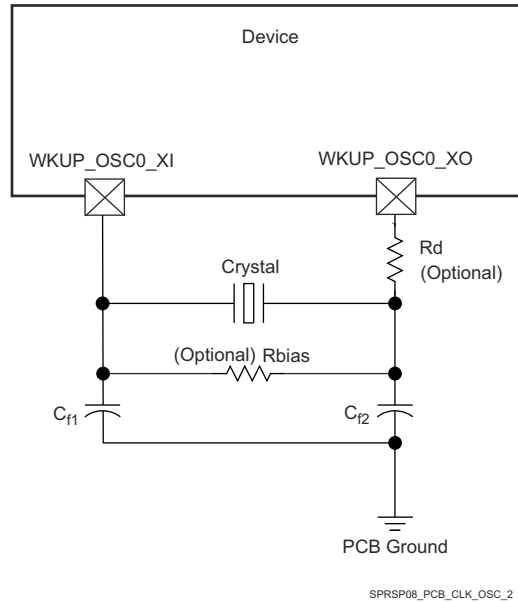 Device
WKUP_OSC0_XI
WKUP_OSC0_XO
Rd
(Optional)
Crystal
(Optional) Rbias
Cf1
Cf2
PCB Ground
SPRSP08_PCB_CLK_OSC_2